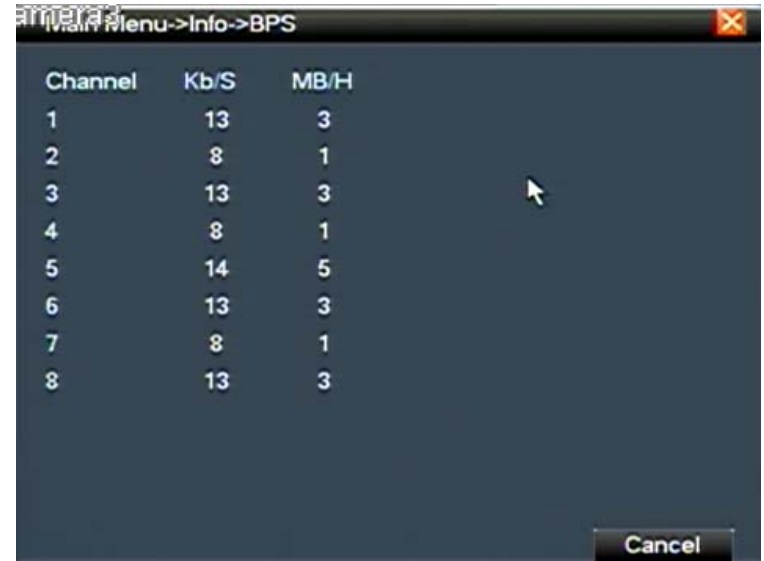 amera3
Main Menu->Info->BPS
Channel Kb/S MB/H
1 13 3
2 8 1
3 13 3
4 8 1
5 14 5
6 13 3
7 8 1
8 13 3
Cancel